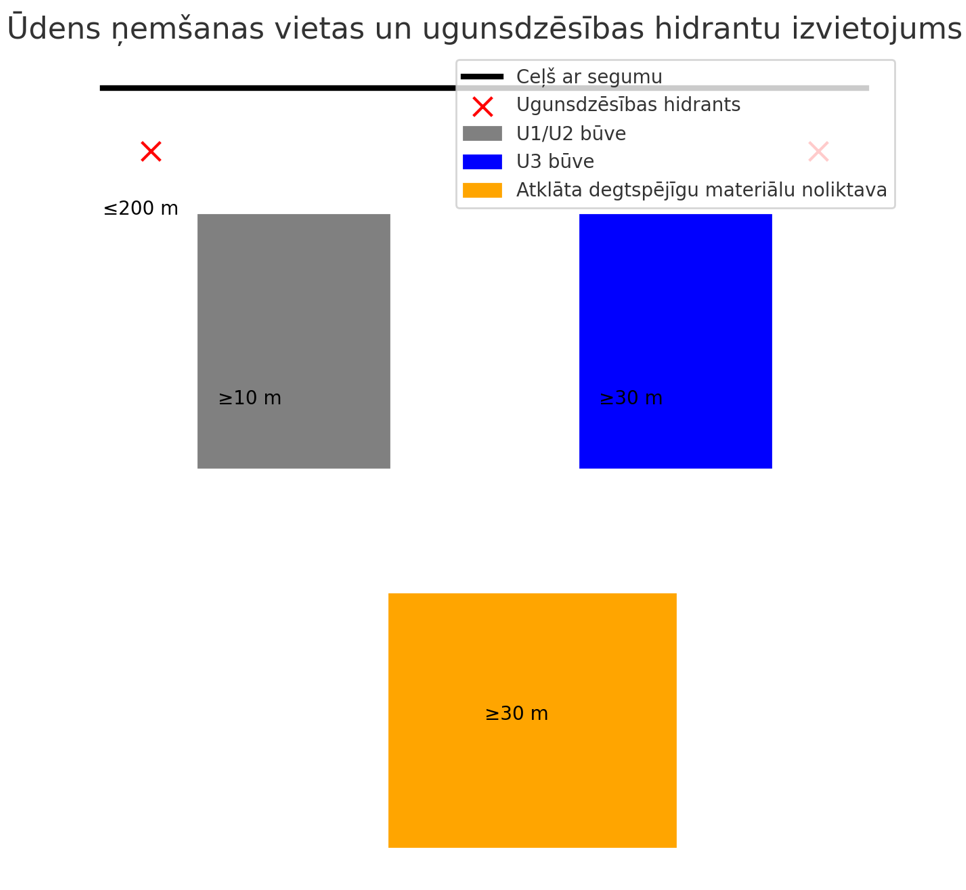 Ūdens ņemšanas vietas un ugunsdzēsības hidrantu izvietojums
Ceļš ar segumu
Ugunsdzēsības hidrants
U1/U2 būve
U3 būve
Atklāta degtspējīgu materiālu noliktava
≤200 m
≥10 m
≥30 m
≥30 m